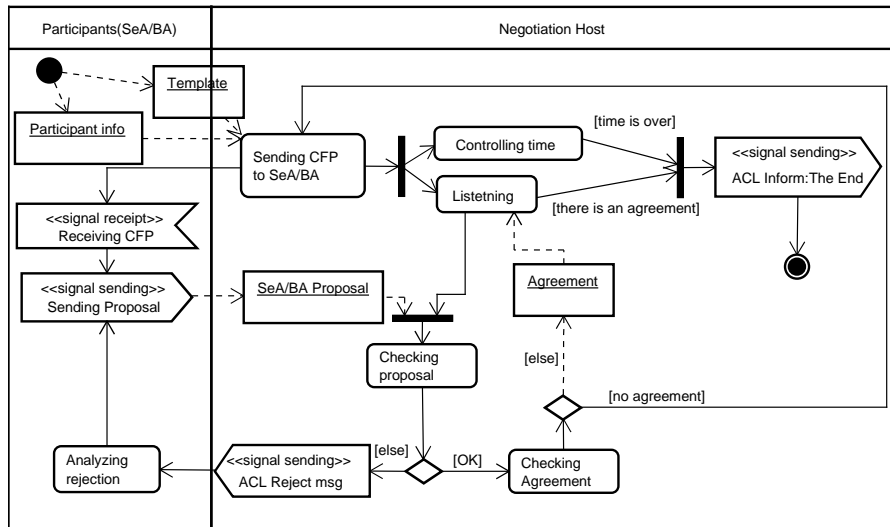 Participants(SeA/BA)
Negotiation Host
Template
Participant info
Sending CFP
to SeA/BA
Controlling time
[time is over]
<<signal sending>>
ACL Inform:The End
Listetning
[there is an agreement]
<<signal receipt>>
Receiving CFP
<<signal sending>>
Sending Proposal
SeA/BA Proposal
Agreement
Checking
proposal
[else]
[no agreement]
Analyzing
rejection
<<signal sending>>
ACL Reject msg
[else]
[OK]
Checking
Agreement